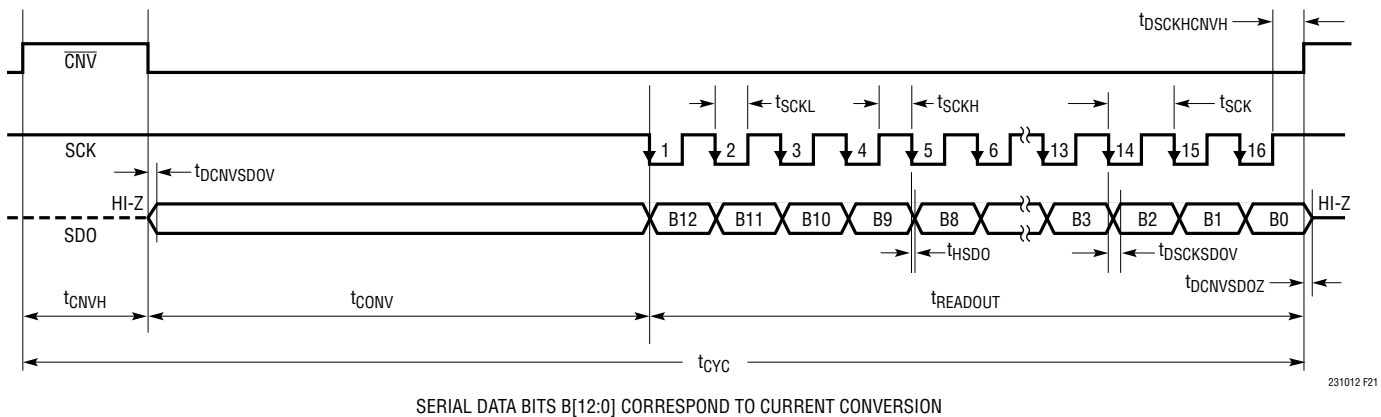 tDSCKHCNVH
CNV
tSCKL
tSCKH
tSCK
SCK
1 2 3 4 5 6 13 14 15 16
tDCNVSDOV
HI-Z
HI-Z
SDO
B12 B11 B10 B9 B8 B3 B2 B1 B0
tHSDO
tDSCKSDOV
tDCNVSDOZ
tCNVH
tCONV
tREADOUT
tCYC
231012 F21
SERIAL DATA BITS B[12:0] CORRESPOND TO CURRENT CONVERSION